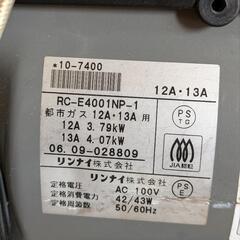 *10-7400
12A・13A
RC-E4001NP-1
都市ガス 12A・13A 用
12A 3.79kW
13A 4.07kW
06.09-028809
リンナイ株式会社
PS
TG
JIA認証
リンナイ株式会社
定格電圧 AC 100V
定格消費電力 42/43W
定格周波数 50/60Hz
PS
E